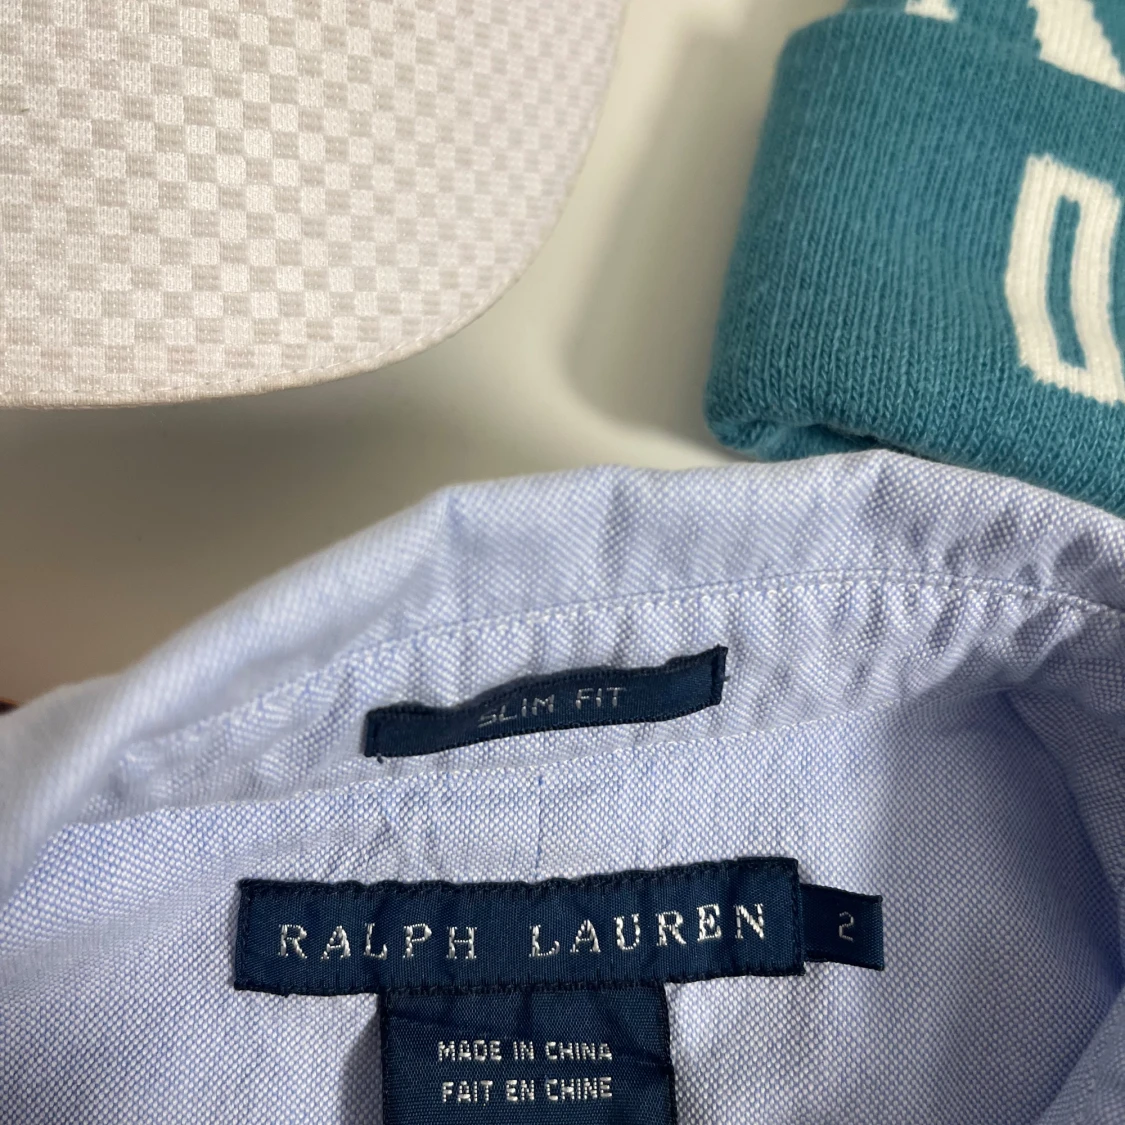 SLIM FIT
RALPH LAUREN
2
MADE IN CHINA
FAIT EN CHINE